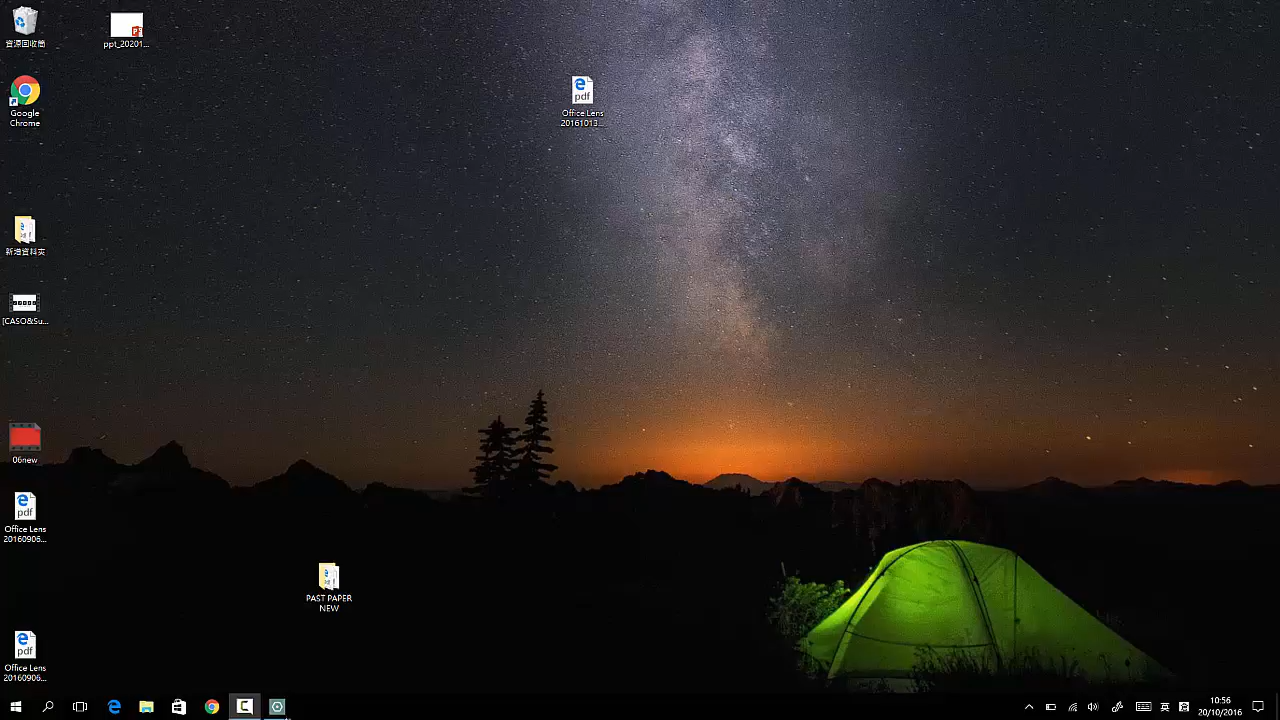 資源回收筒
ppt_20201...
Office Lens
20161013...
Google
Chrome
新增資料夾
[CASO&Su...
06new
Office Lens
20160906...
PAST PAPER
NEW
Office Lens
20160906...
10:56
20/10/2016